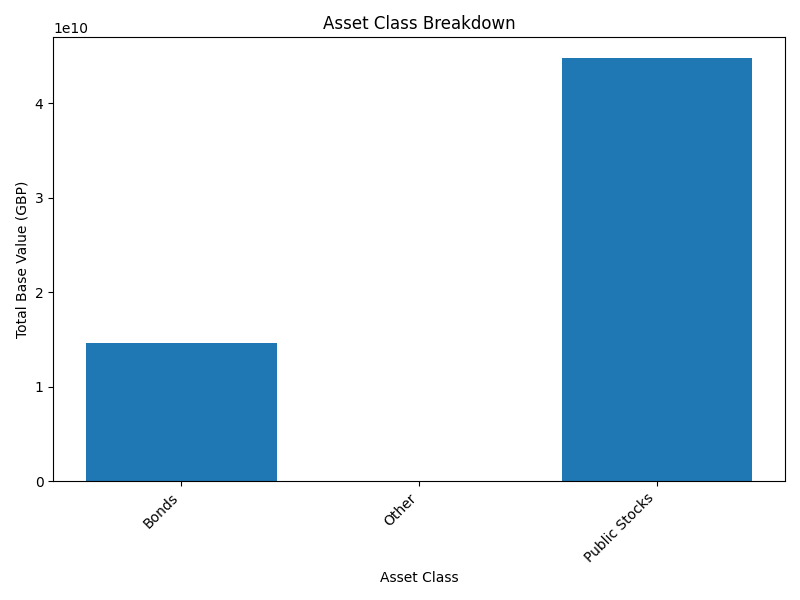 Asset Class Breakdown
1e10
Total Base Value (GBP)
4
3
2
1
0
Bonds
Other
Public Stocks
Asset Class